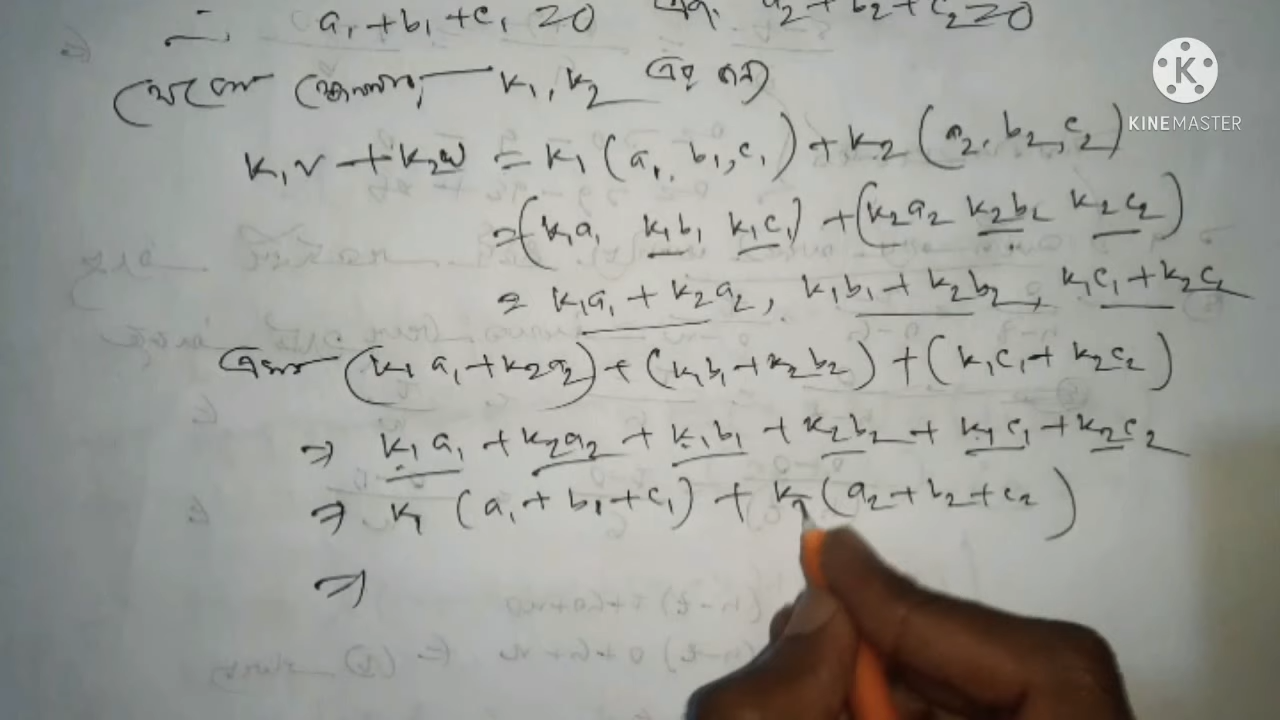 ∴ a₁ + b₁ + c₁ = 0 এবং a₂ + b₂ + c₂ = 0
যে কোন k₁, k₂ এর জন্য
k₁v + k₂w = k₁(a₁, b₁, c₁) + k₂(a₂, b₂, c₂)
= (k₁a₁ k₁b₁ k₁c₁) + (k₂a₂ k₂b₂ k₂c₂)
= k₁a₁ + k₂a₂, k₁b₁ + k₂b₂, k₁c₁ + k₂c₂
এখন (k₁a₁ + k₂a₂) + (k₁b₁ + k₂b₂) + (k₁c₁ + k₂c₂)
⇒ k₁a₁ + k₂a₂ + k₁b₁ + k₂b₂ + k₁c₁ + k₂c₂
⇒ k₁ (a₁ + b₁ + c₁) + k₂ (a₂ + b₂ + c₂)
⇒
K
KINEMASTER